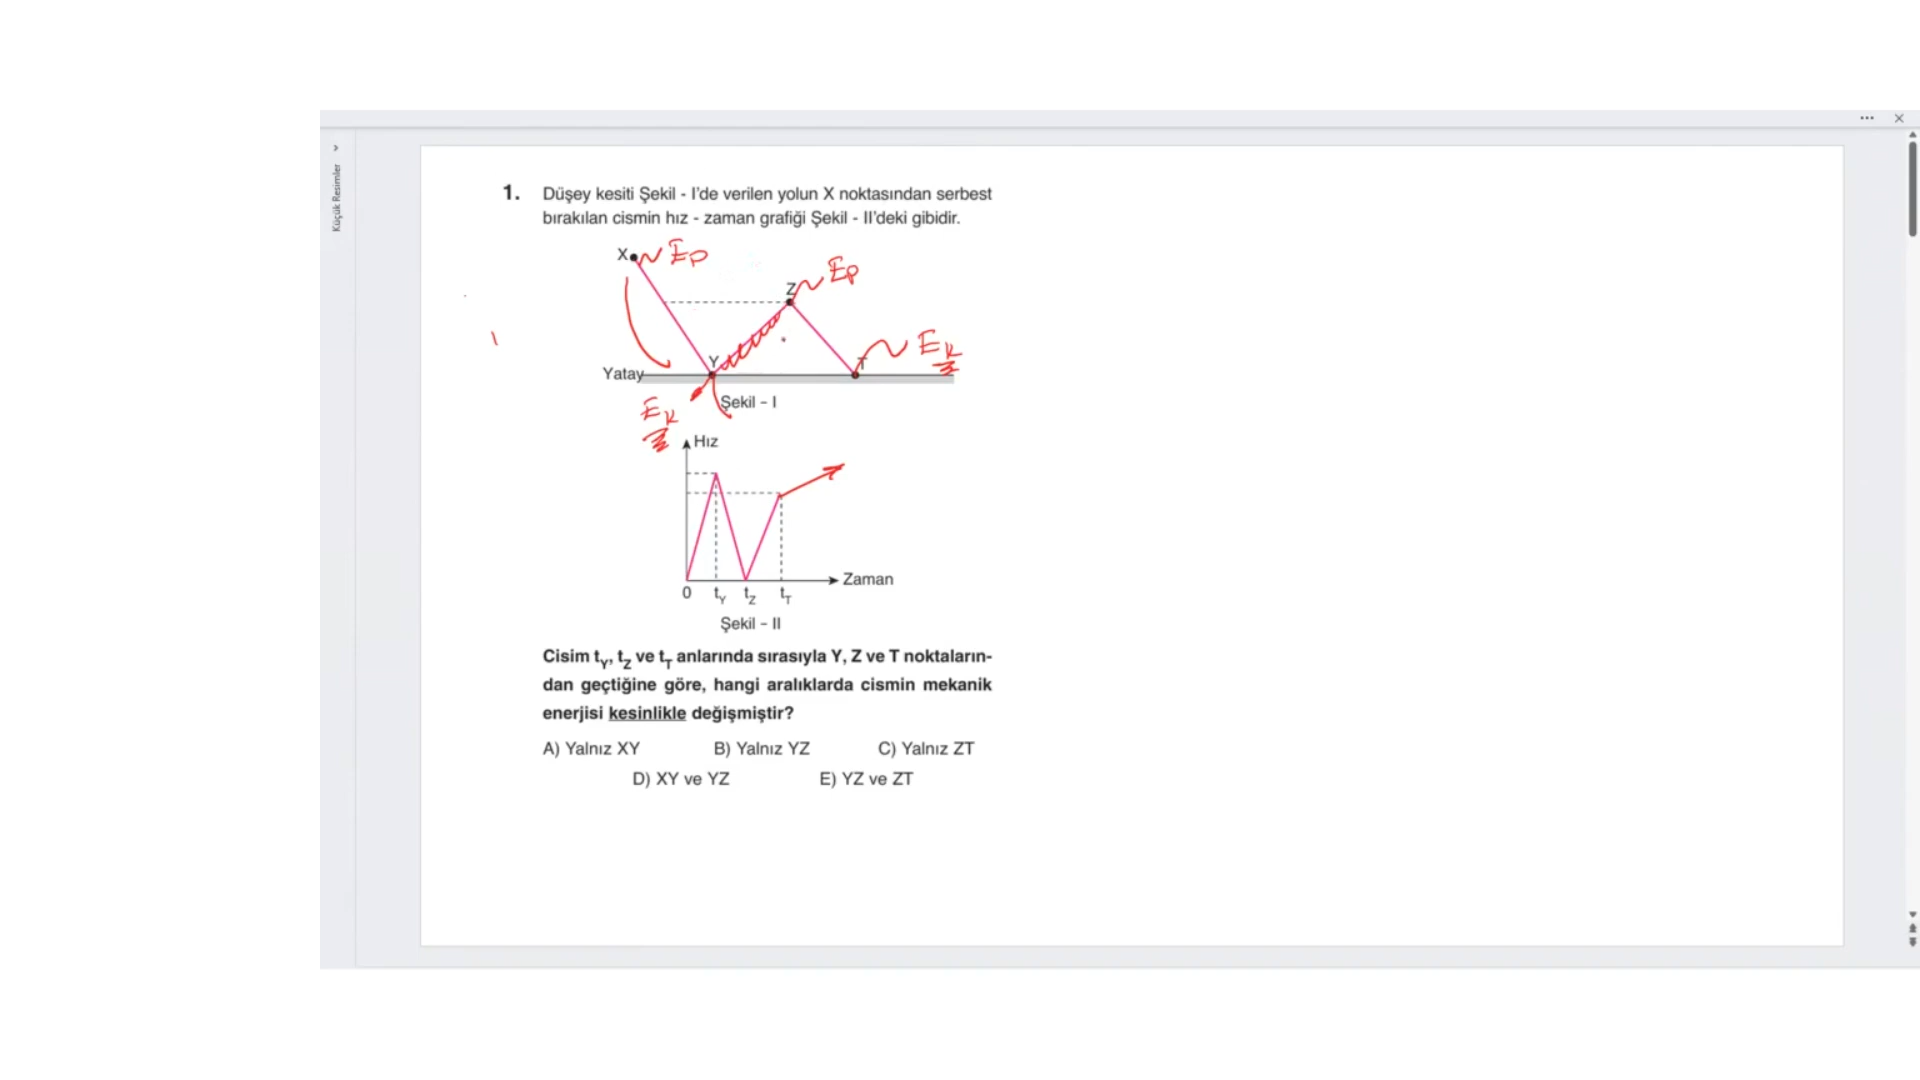 Küçük Resimler
1. Düşey kesiti Şekil - I'de verilen yolun X noktasından serbest
bırakılan cismin hız - zaman grafiği Şekil - II'deki gibidir.
X Ep
Z Ep
Y
T Ek
Yatay
Şekil - I
Ek
Hız
Zaman
0 tY tZ tT
Şekil - II
Cisim tY, tZ ve tT anlarında sırasıyla Y, Z ve T noktaların-
dan geçtiğine göre, hangi aralıklarda cismin mekanik
enerjisi kesinlikle değişmiştir?
A) Yalnız XY B) Yalnız YZ C) Yalnız ZT
D) XY ve YZ E) YZ ve ZT